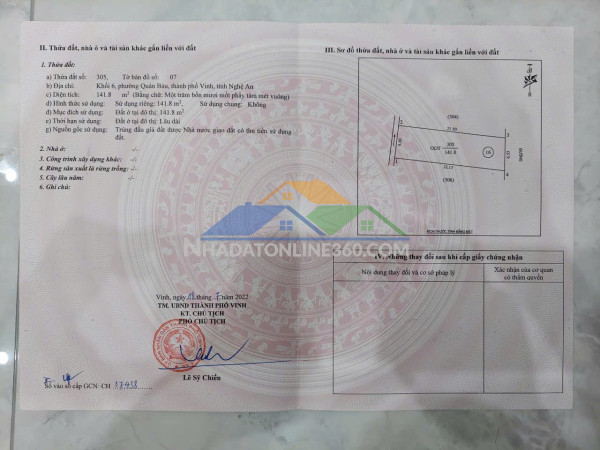 II. Thửa đất, nhà ở và tài sản khác gắn liền với đất
1. Thửa đất:
a) Thửa đất số: 305, Tờ bản đồ số: 07
b) Địa chỉ: Khối 6, phường Quán Bàu, thành phố Vinh, tỉnh Nghệ An
c) Diện tích: 141.8 m² (Bằng chữ: Một trăm bốn mươi mốt phẩy tám mét vuông)
d) Hình thức sử dụng: Sử dụng riêng: 141.8 m²; Sử dụng chung: Không
đ) Mục đích sử dụng: Đất ở tại đô thị: 141.8 m²
e) Thời hạn sử dụng: Đất ở tại đô thị: Lâu dài
g) Nguồn gốc sử dụng: Trúng đấu giá đất được Nhà nước giao đất có thu tiền sử dụng
đất.
2. Nhà ở: -/-
3. Công trình xây dựng khác: -/-
4. Rừng sản xuất là rừng trồng: -/-
5. Cây lâu năm: -/-
6. Ghi chú:
Vinh, ngày tháng năm 2022
TM. UBND THÀNH PHỐ VINH
KT. CHỦ TỊCH
PHÓ CHỦ TỊCH
Lê Sỹ Chiến
Số vào sổ cấp GCN: CH
III. Sơ đồ thửa đất, nhà ở và tài sản khác gắn liền với đất
(304)
ODT 305
141.8
(306)
IV. Những thay đổi sau khi cấp giấy chứng nhận
Nội dung thay đổi và cơ sở pháp lý
Xác nhận của cơ quan
có thẩm quyền
NHADATONLINE360.COM